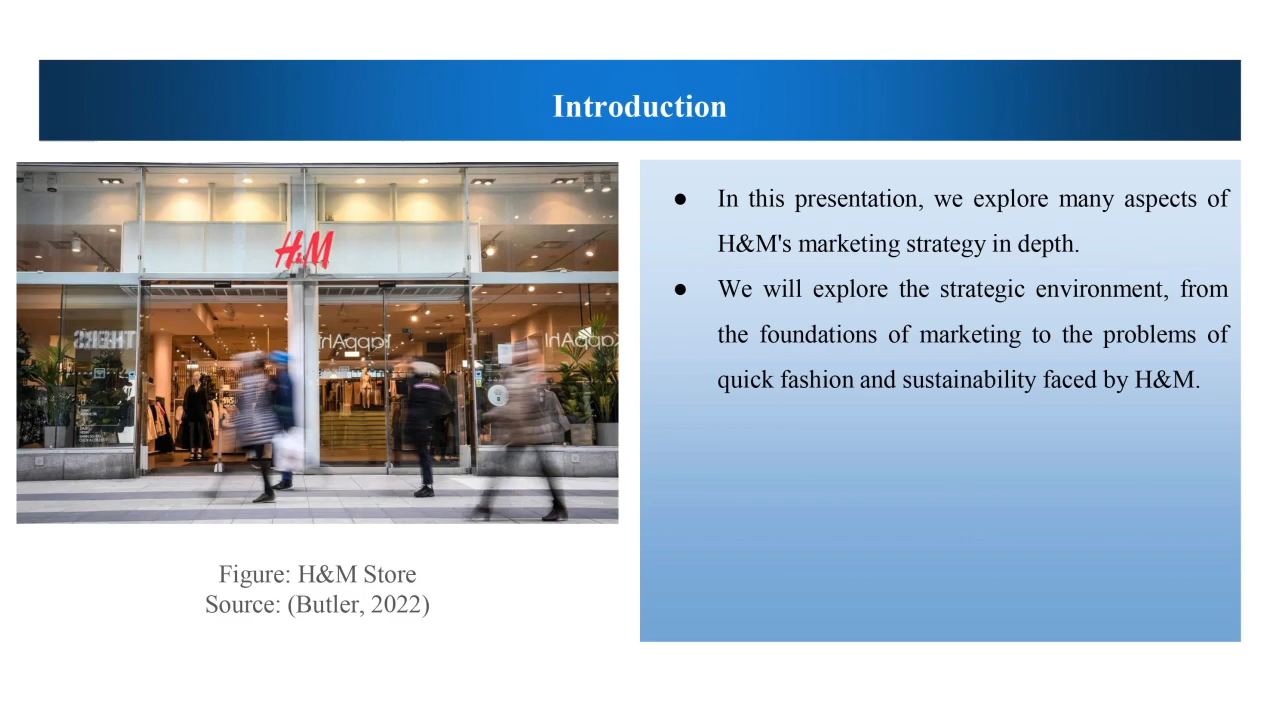 Introduction
H&M
In this presentation, we explore many aspects of
H&M's marketing strategy in depth.
We will explore the strategic environment, from
the foundations of marketing to the problems of
quick fashion and sustainability faced by H&M.
Figure: H&M Store
Source: (Butler, 2022)